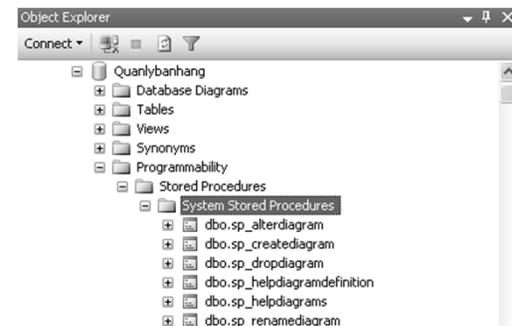 Object Explorer
Connect
Quanlybanhang
Database Diagrams
Tables
Views
Synonyms
Programmability
Stored Procedures
System Stored Procedures
dbo.sp_alterdiagram
dbo.sp_creatediagram
dbo.sp_dropdiagram
dbo.sp_helpdiagramdefinition
dbo.sp_helpdiagrams
dbo.sp_renamediagram